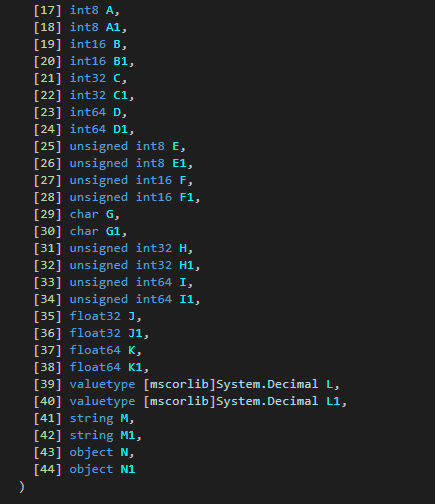 [17] int8 A,
[18] int8 A1,
[19] int16 B,
[20] int16 B1,
[21] int32 C,
[22] int32 C1,
[23] int64 D,
[24] int64 D1,
[25] unsigned int8 E,
[26] unsigned int8 E1,
[27] unsigned int16 F,
[28] unsigned int16 F1,
[29] char G,
[30] char G1,
[31] unsigned int32 H,
[32] unsigned int32 H1,
[33] unsigned int64 I,
[34] unsigned int64 I1,
[35] float32 J,
[36] float32 J1,
[37] float64 K,
[38] float64 K1,
[39] valuetype [mscorlib]System.Decimal L,
[40] valuetype [mscorlib]System.Decimal L1,
[41] string M,
[42] string M1,
[43] object N,
[44] object N1
)